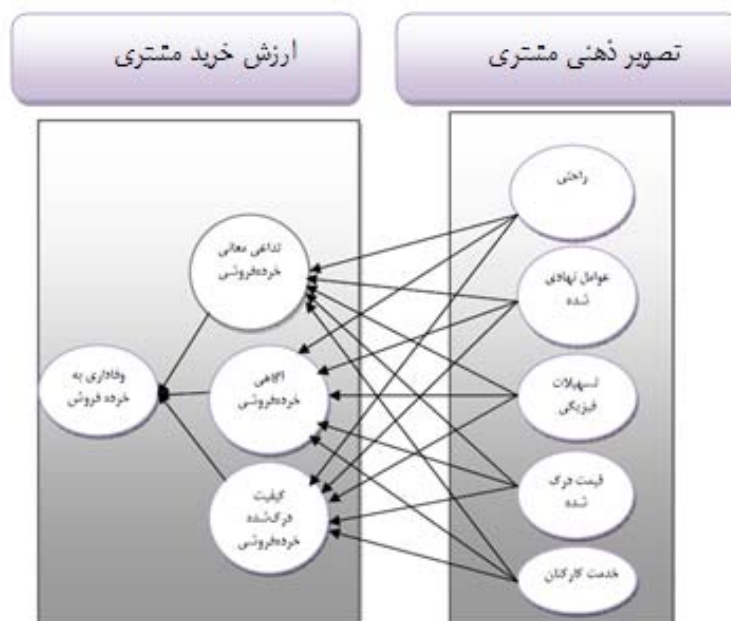 تصویر ذهنی مشتری
ارزش خرید مشتری
راحتی
عوامل نهادی
شده
تسهیلات
فیزیکی
قیمت درک
شده
خدمت کارکنان
تداعی معانی
خرده‌فروشی
آگاهی
خرده‌فروشی
کیفیت
درک‌شده
خرده‌فروشی
وفاداری به
خرده فروش